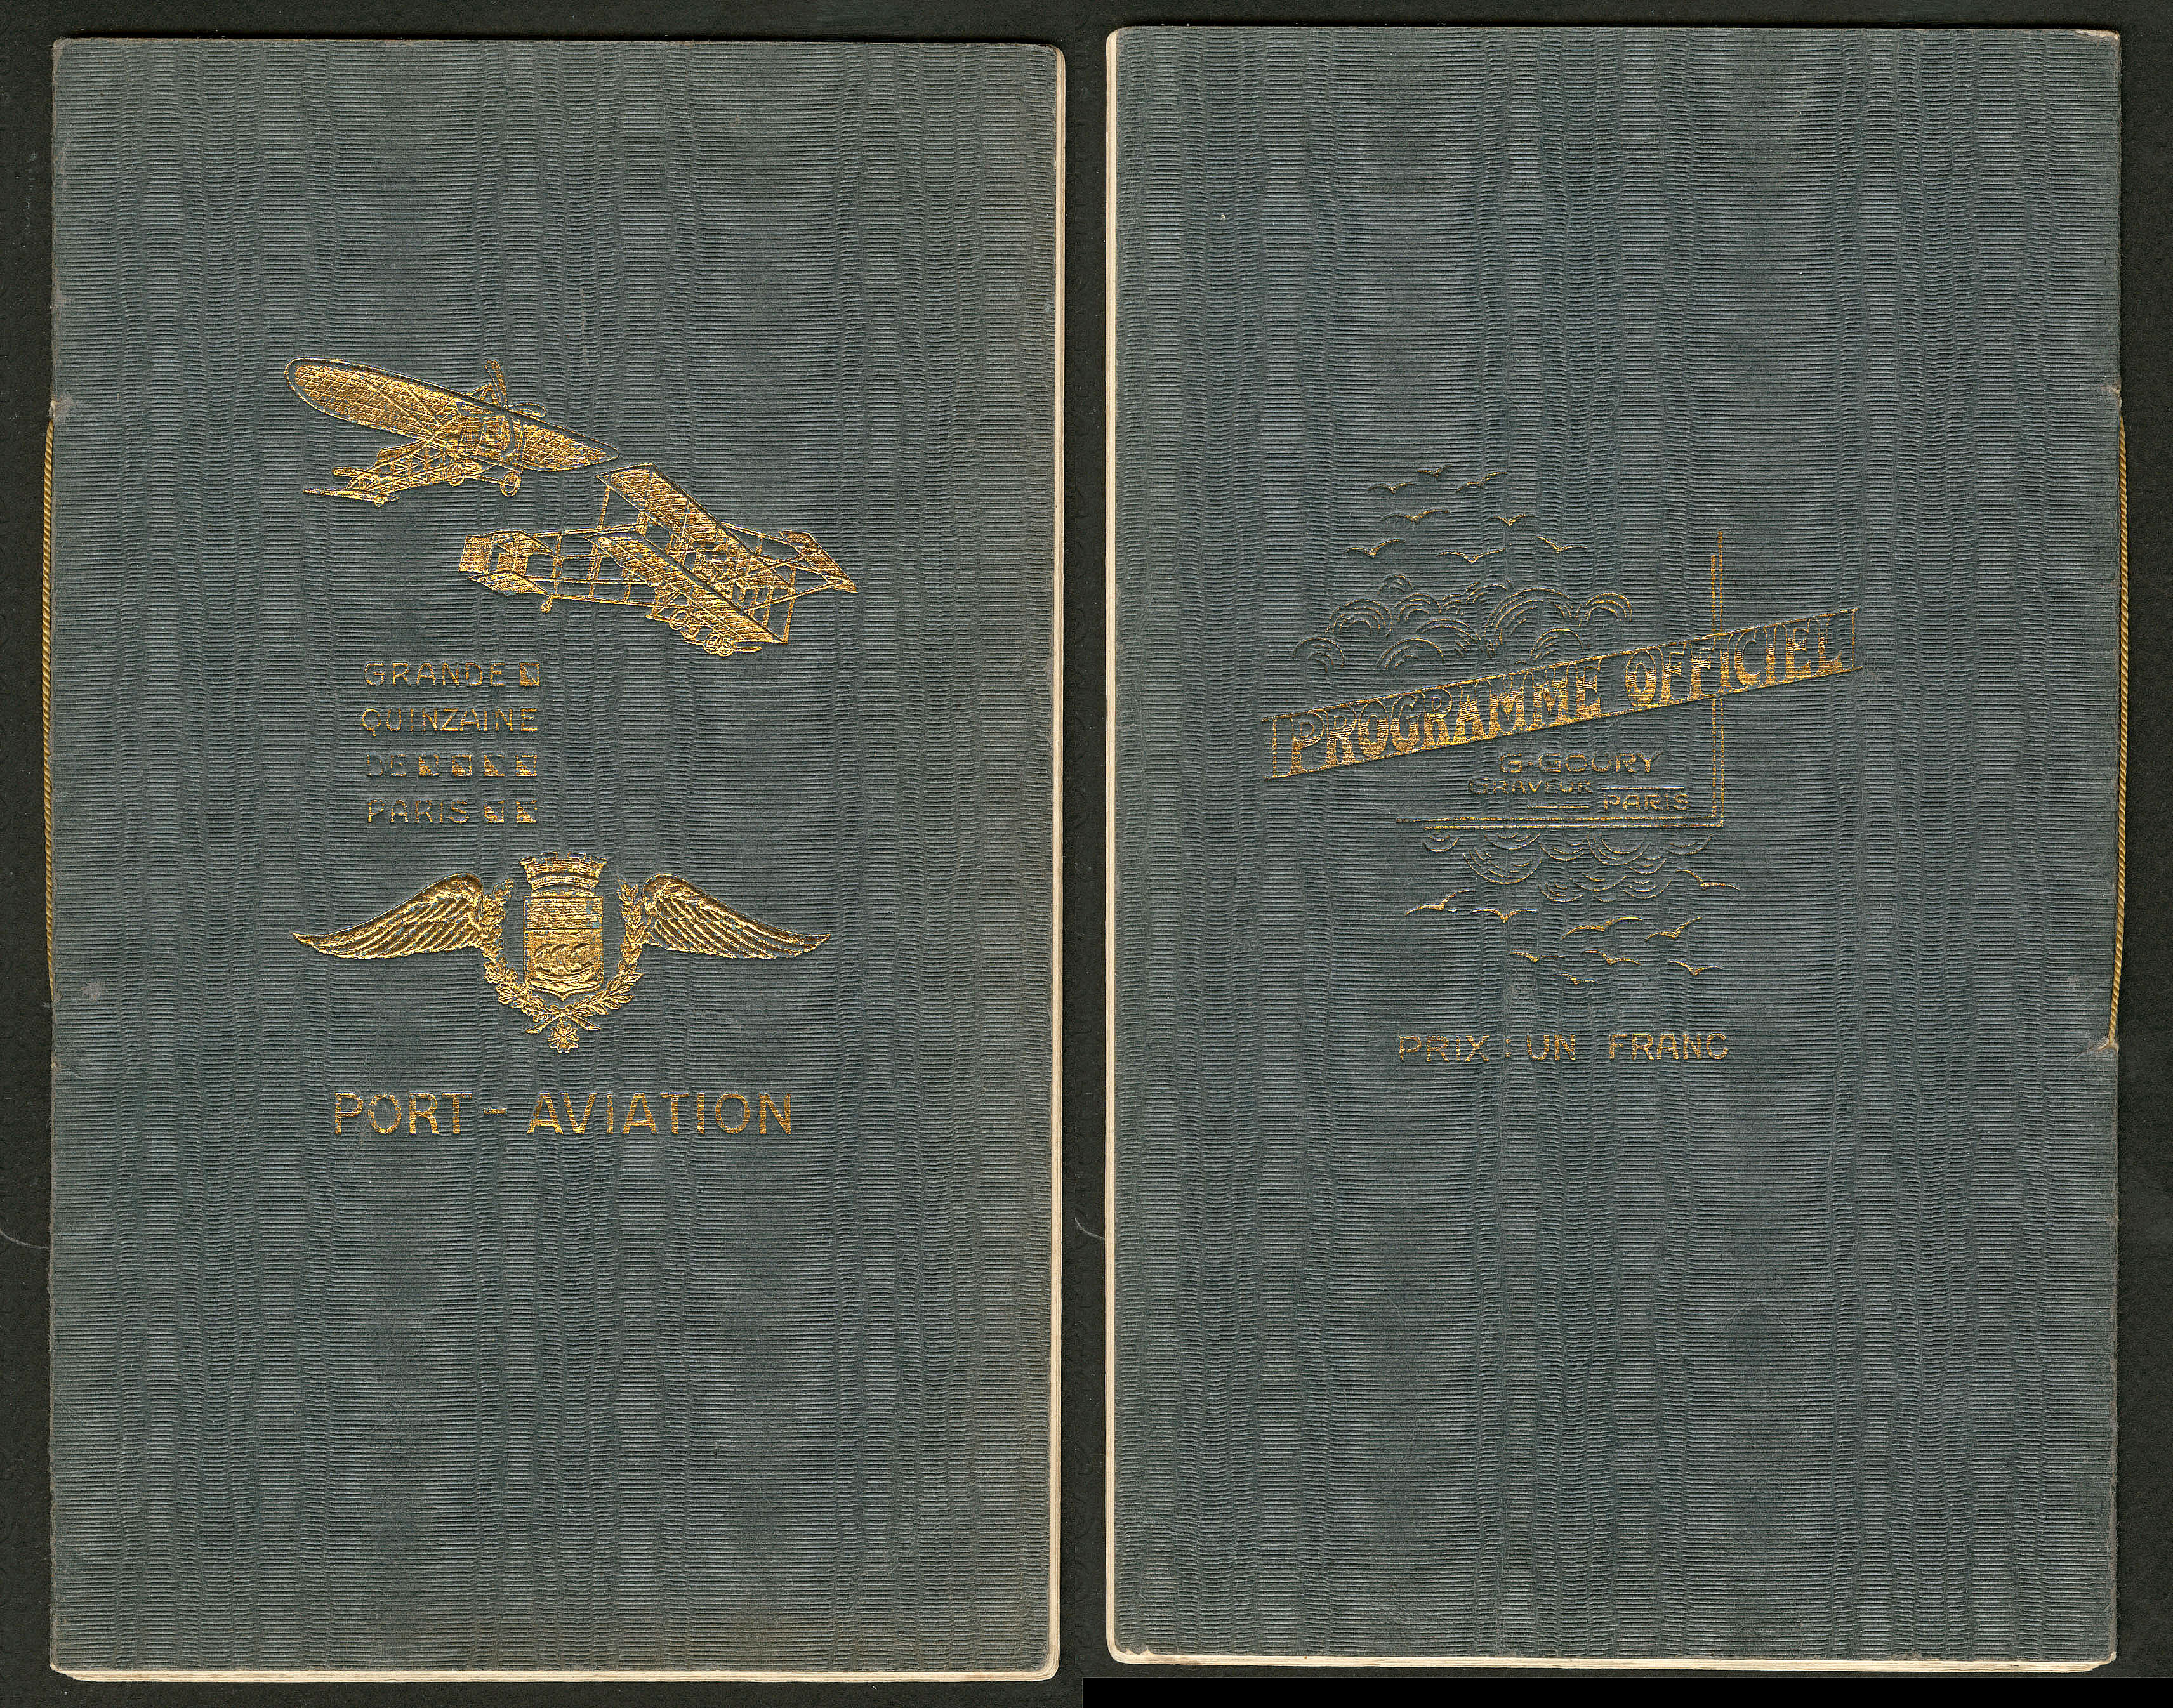 GRANDE
QUINZAINE
DE
PARIS
PORT-AVIATION
PROGRAMME OFFICIEL
G. GOURY
GRAVEUR
PARIS
PRIX : UN FRANC